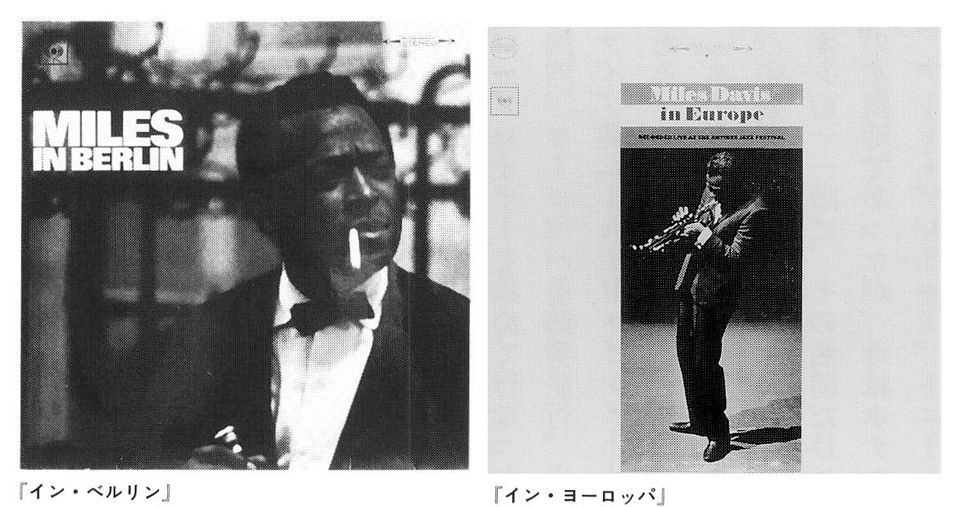 STEREO
MILES
IN BERLIN
『イン・ベルリン』
Miles Davis
in Europe
RECORDED LIVE AT THE ANTIBES JAZZ FESTIVAL
『イン・ヨーロッパ』